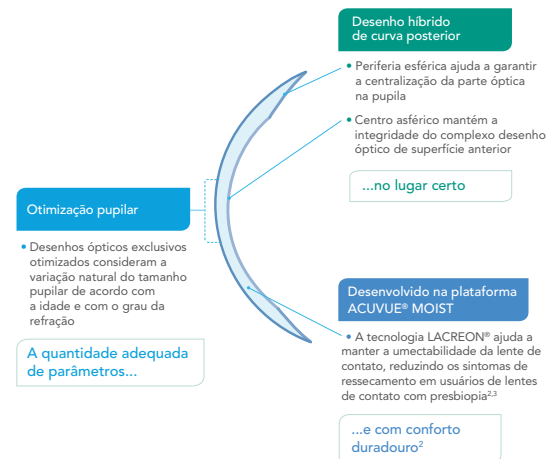 Desenho híbrido
de curva posterior
• Periferia esférica ajuda a garantir
a centralização da parte óptica
na pupila
• Centro asférico mantém a
integridade do complexo desenho
óptico de superfície anterior
...no lugar certo
Otimização pupilar
• Desenhos ópticos exclusivos
otimizados consideram a
variação natural do tamanho
pupilar de acordo com
a idade e com o grau da
refração
A quantidade adequada
de parâmetros...
Desenvolvido na plataforma
ACUVUE® MOIST
• A tecnologia LACREON® ajuda a
manter a umectabilidade da lente de
contato, reduzindo os sintomas de
ressecamento em usuários de lentes
de contato com presbiopia2,3
...e com conforto
duradouro2